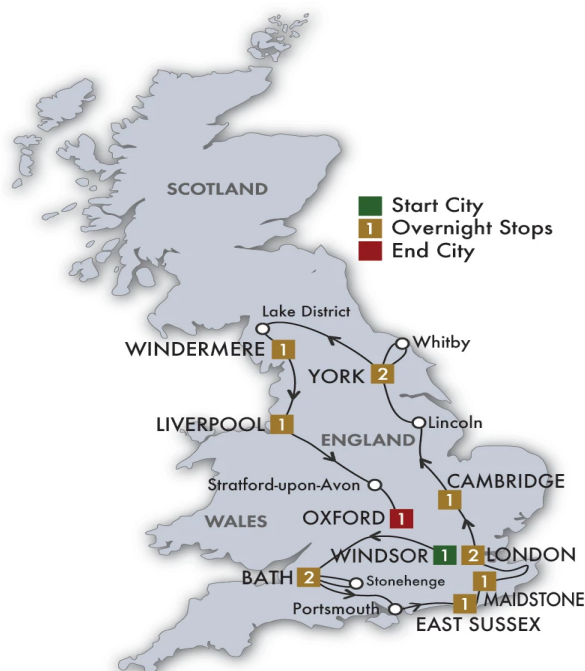 SCOTLAND
Start City
1 Overnight Stops
End City
Lake District
Whitby
WINDERMERE 1
YORK 2
LIVERPOOL 1
Lincoln
ENGLAND
CAMBRIDGE
1
Stratford-upon-Avon
WALES
OXFORD 1
WINDSOR 1
2 LONDON
BATH 2
Stonehenge
1
MAIDSTONE
Portsmouth
1
EAST SUSSEX